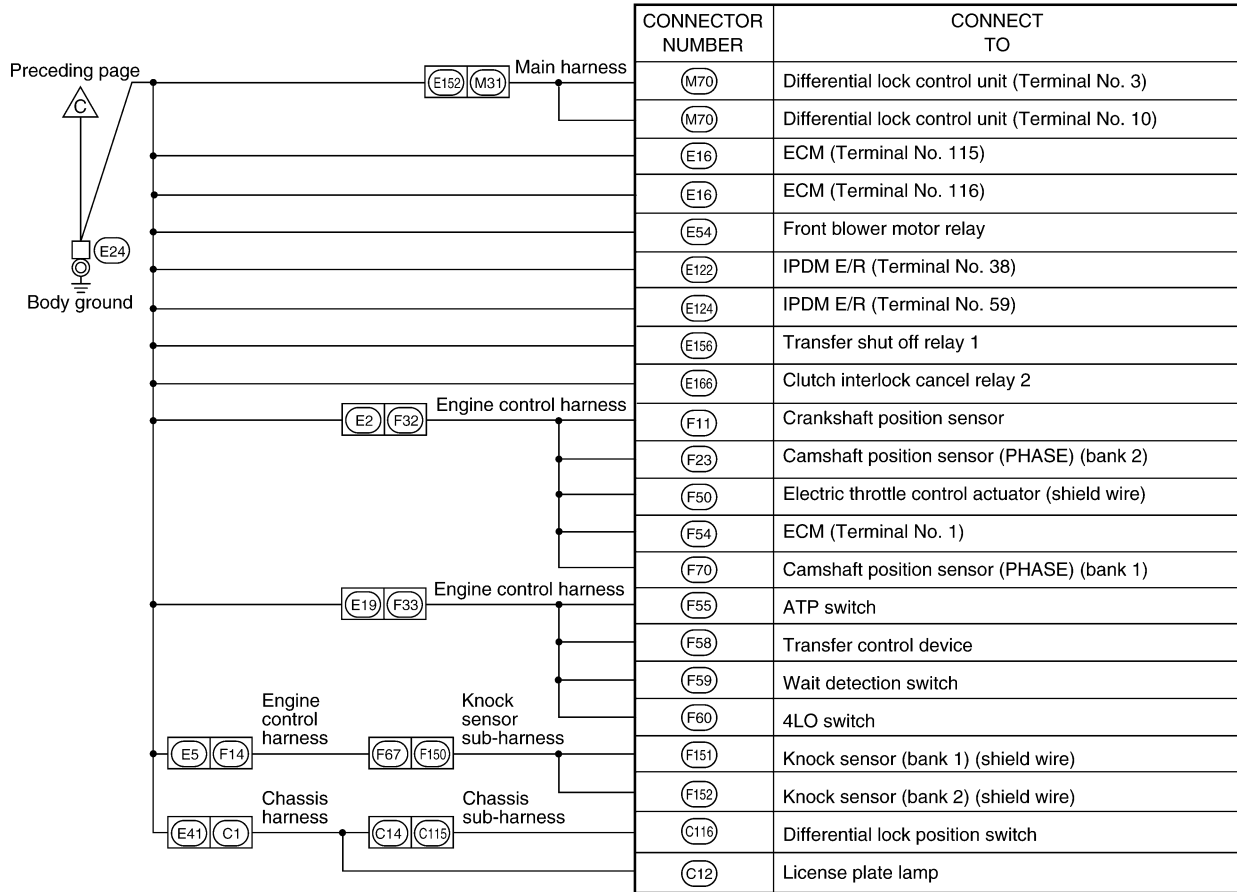 CONNECTOR NUMBER CONNECT TO
Preceding page
C
E24
Body ground
E152 M31 Main harness M70 Differential lock control unit (Terminal No. 3)
M70 Differential lock control unit (Terminal No. 10)
E16 ECM (Terminal No. 115)
E16 ECM (Terminal No. 116)
E54 Front blower motor relay
E122 IPDM E/R (Terminal No. 38)
E124 IPDM E/R (Terminal No. 59)
E156 Transfer shut off relay 1
E166 Clutch interlock cancel relay 2
E2 F32 Engine control harness F11 Crankshaft position sensor
F23 Camshaft position sensor (PHASE) (bank 2)
F50 Electric throttle control actuator (shield wire)
F54 ECM (Terminal No. 1)
F70 Camshaft position sensor (PHASE) (bank 1)
E19 F33 Engine control harness F55 ATP switch
F58 Transfer control device
F59 Wait detection switch
F60 4LO switch
E5 F14 Engine control harness F67 F150 Knock sensor sub-harness F151 Knock sensor (bank 1) (shield wire)
F152 Knock sensor (bank 2) (shield wire)
E41 C1 Chassis harness C14 C115 Chassis sub-harness C116 Differential lock position switch
C12 License plate lamp